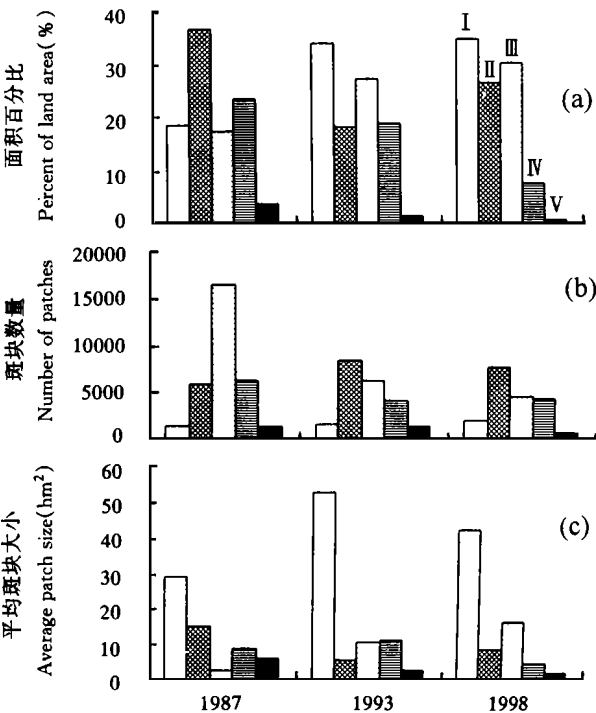 面积百分比
Percent of land area(%)
40
30
20
10
0
I
II
III
IV
V
(a)
斑块数量
Number of patches
20000
15000
10000
5000
0
(b)
平均斑块大小
Average patch size(hm²)
60
50
40
30
20
10
0
(c)
1987
1993
1998